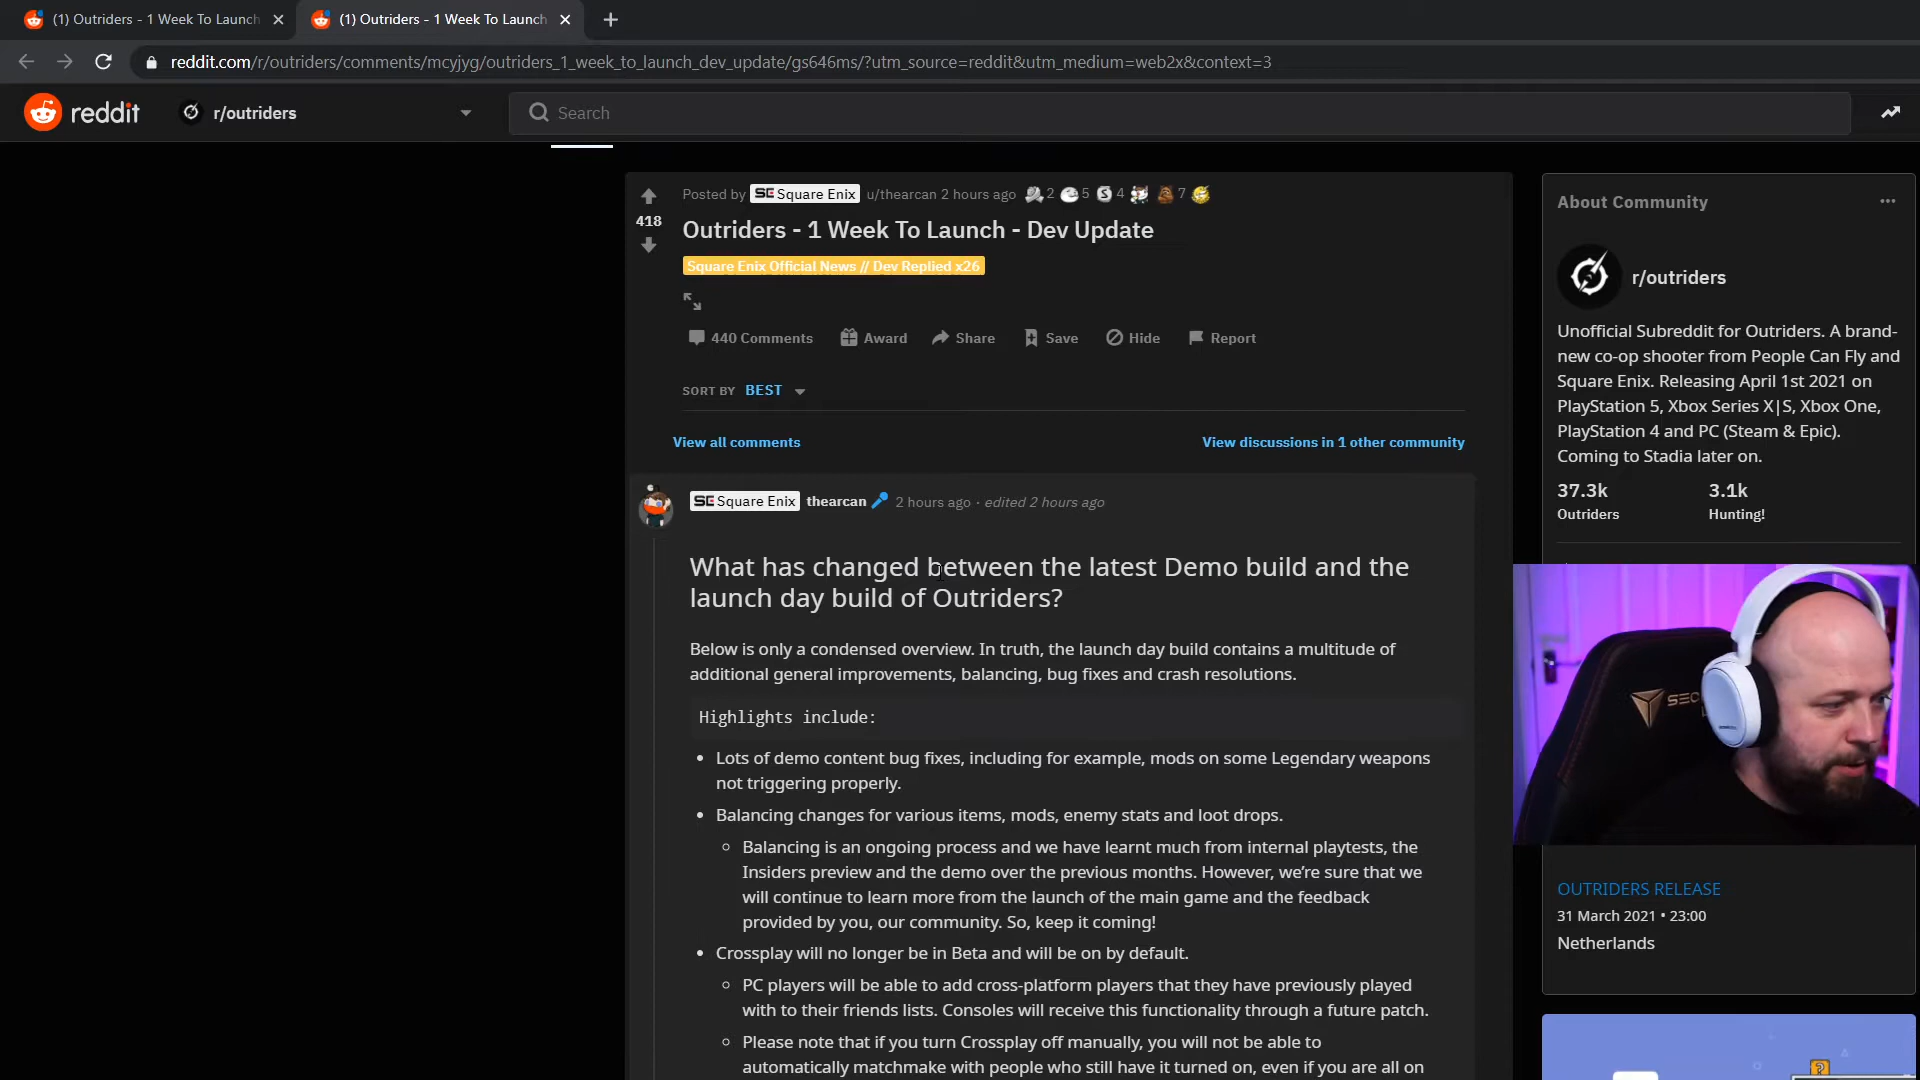 (1) Outriders - 1 Week To Launch
(1) Outriders - 1 Week To Launch
reddit.com/r/outriders/comments/mcyjyg/outriders_1_week_to_launch_dev_update/gs646ms/?utm_source=reddit&utm_medium=web2x&context=3
reddit r/outriders Search
Posted by SE Square Enix u/thearcan 2 hours ago 2 5 4 7
418
Outriders - 1 Week To Launch - Dev Update
Square Enix Official News // Dev Replied x26
440 Comments Award Share Save Hide Report
SORT BY BEST
View all comments View discussions in 1 other community
SE Square Enix thearcan 2 hours ago · edited 2 hours ago
What has changed between the latest Demo build and the
launch day build of Outriders?
Below is only a condensed overview. In truth, the launch day build contains a multitude of
additional general improvements, balancing, bug fixes and crash resolutions.
Highlights include:
• Lots of demo content bug fixes, including for example, mods on some Legendary weapons
not triggering properly.
• Balancing changes for various items, mods, enemy stats and loot drops.
Balancing is an ongoing process and we have learnt much from internal playtests, the
Insiders preview and the demo over the previous months. However, we’re sure that we
will continue to learn more from the launch of the main game and the feedback
provided by you, our community. So, keep it coming!
• Crossplay will no longer be in Beta and will be on by default.
PC players will be able to add cross-platform players that they have previously played
with to their friends lists. Consoles will receive this functionality through a future patch.
Please note that if you turn Crossplay off manually, you will not be able to
automatically matchmake with people who still have it turned on, even if you are all on
About Community
r/outriders
Unofficial Subreddit for Outriders. A brand-
new co-op shooter from People Can Fly and
Square Enix. Releasing April 1st 2021 on
PlayStation 5, Xbox Series X|S, Xbox One,
PlayStation 4 and PC (Steam & Epic).
Coming to Stadia later on.
37.3k 3.1k
Outriders Hunting!
SEC
OUTRIDERS RELEASE
31 March 2021 • 23:00
Netherlands